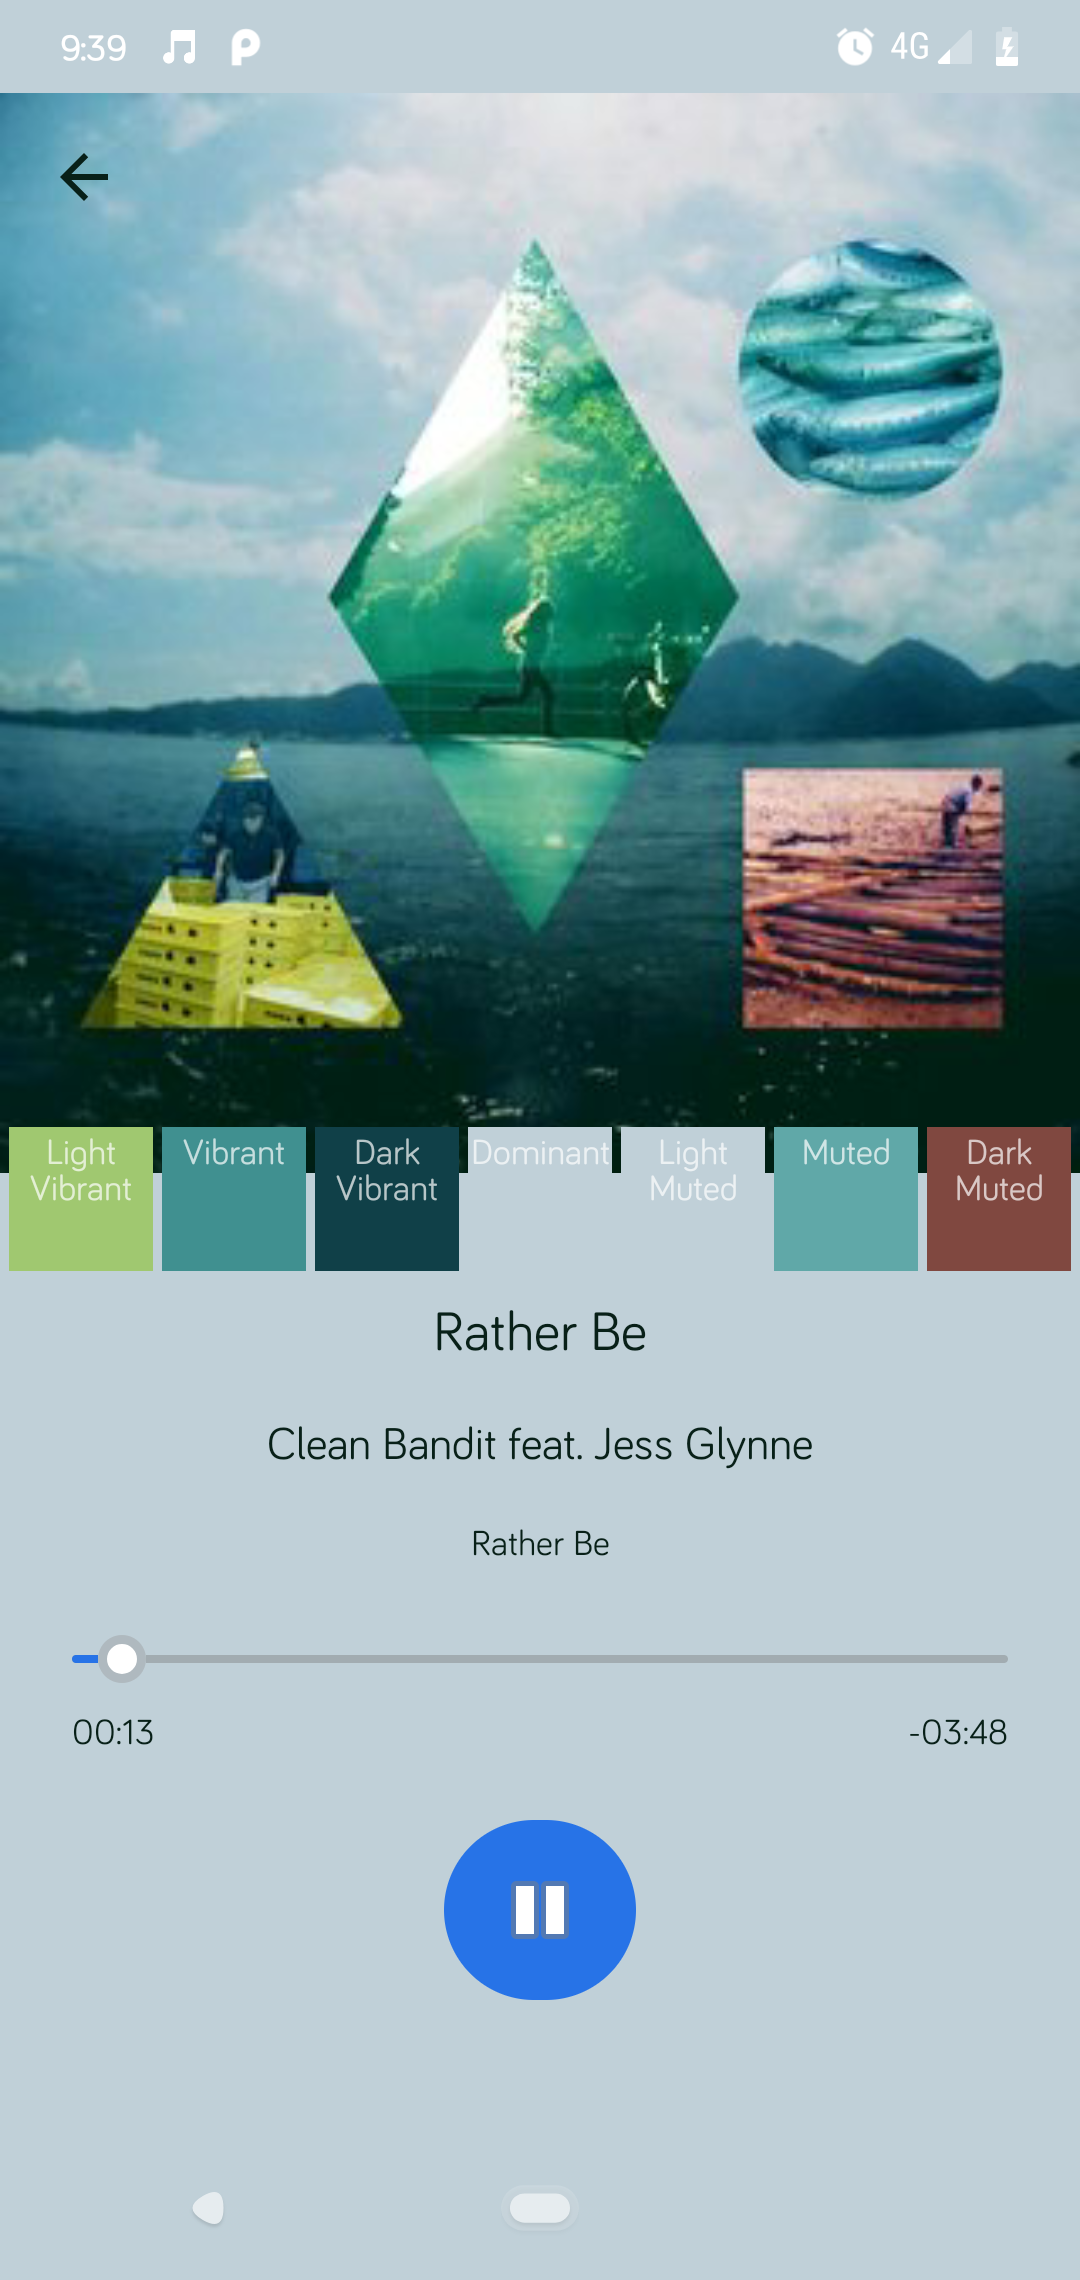 9:39 4G
Light Vibrant
Vibrant
Dark Vibrant
Dominant
Light Muted
Muted
Dark Muted
Rather Be
Clean Bandit feat. Jess Glynne
Rather Be
00:13 -03:48